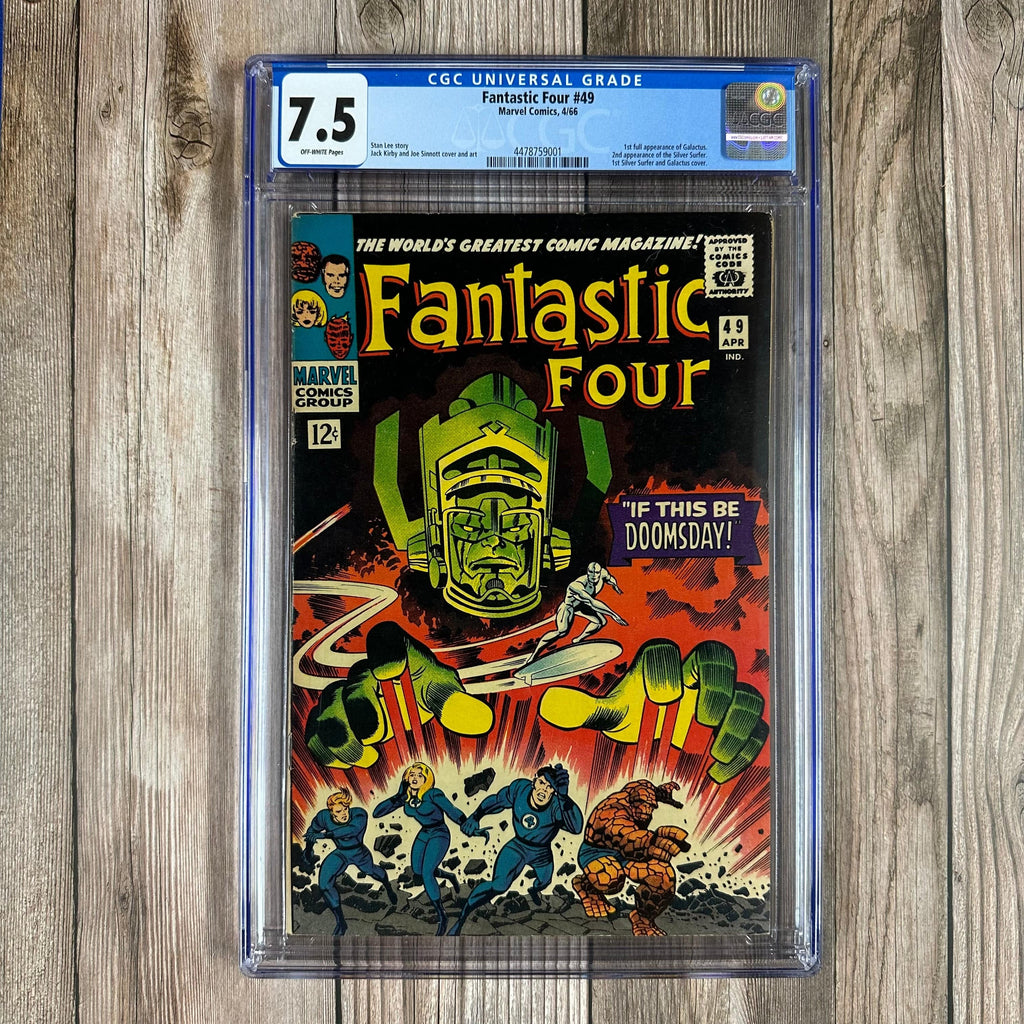 CGC UNIVERSAL GRADE
7.5
OFF-WHITE Pages
Fantastic Four #49
Marvel Comics, 4/66
Stan Lee story
Jack Kirby and Joe Sinnott cover and art
4478759001
1st full appearance of Galactus.
2nd appearance of the Silver Surfer.
1st Silver Surfer and Galactus cover.
CGC
THE WORLD'S GREATEST COMIC MAGAZINE!
APPROVED
BY THE
COMICS
CODE
AUTHORITY
FANTASTIC
FOUR
49
APR
IND.
MARVEL
COMICS
GROUP
12¢
"IF THIS BE
DOOMSDAY!"